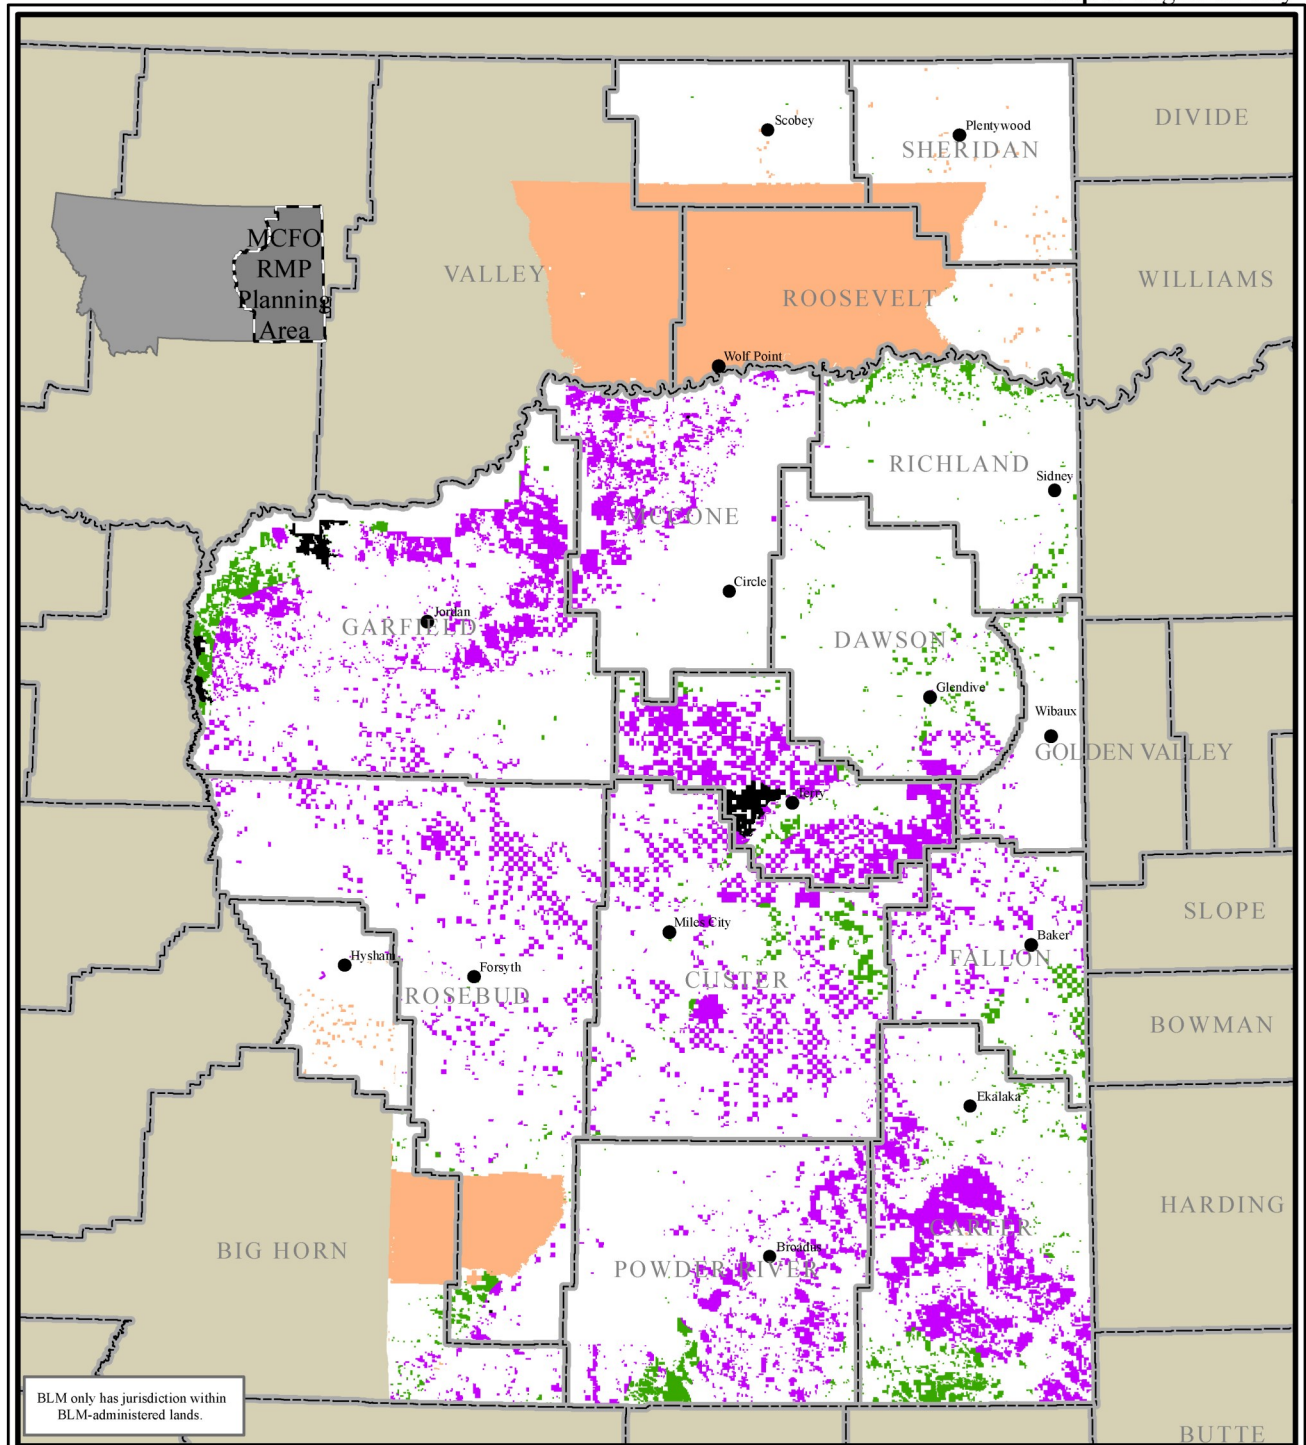 Scobey
Plentywood
DIVIDE
SHERIDAN
MCFO
RMP
Planning
Area
VALLEY
ROOSEVELT
WILLIAMS
Wolf Point
RICHLAND
Sidney
MCCONE
Circle
Jordan
GARFIELD
DAWSON
Glendive
Wibaux
GOLDEN VALLEY
Terry
SLOPE
Miles City
Baker
FALLON
Hysham
Forsyth
CUSTER
ROSEBUD
BOWMAN
Ekalaka
HARDING
CARTER
BIG HORN
Broadus
POWDER RIVER
BLM only has jurisdiction within
BLM-administered lands.
BUTTE